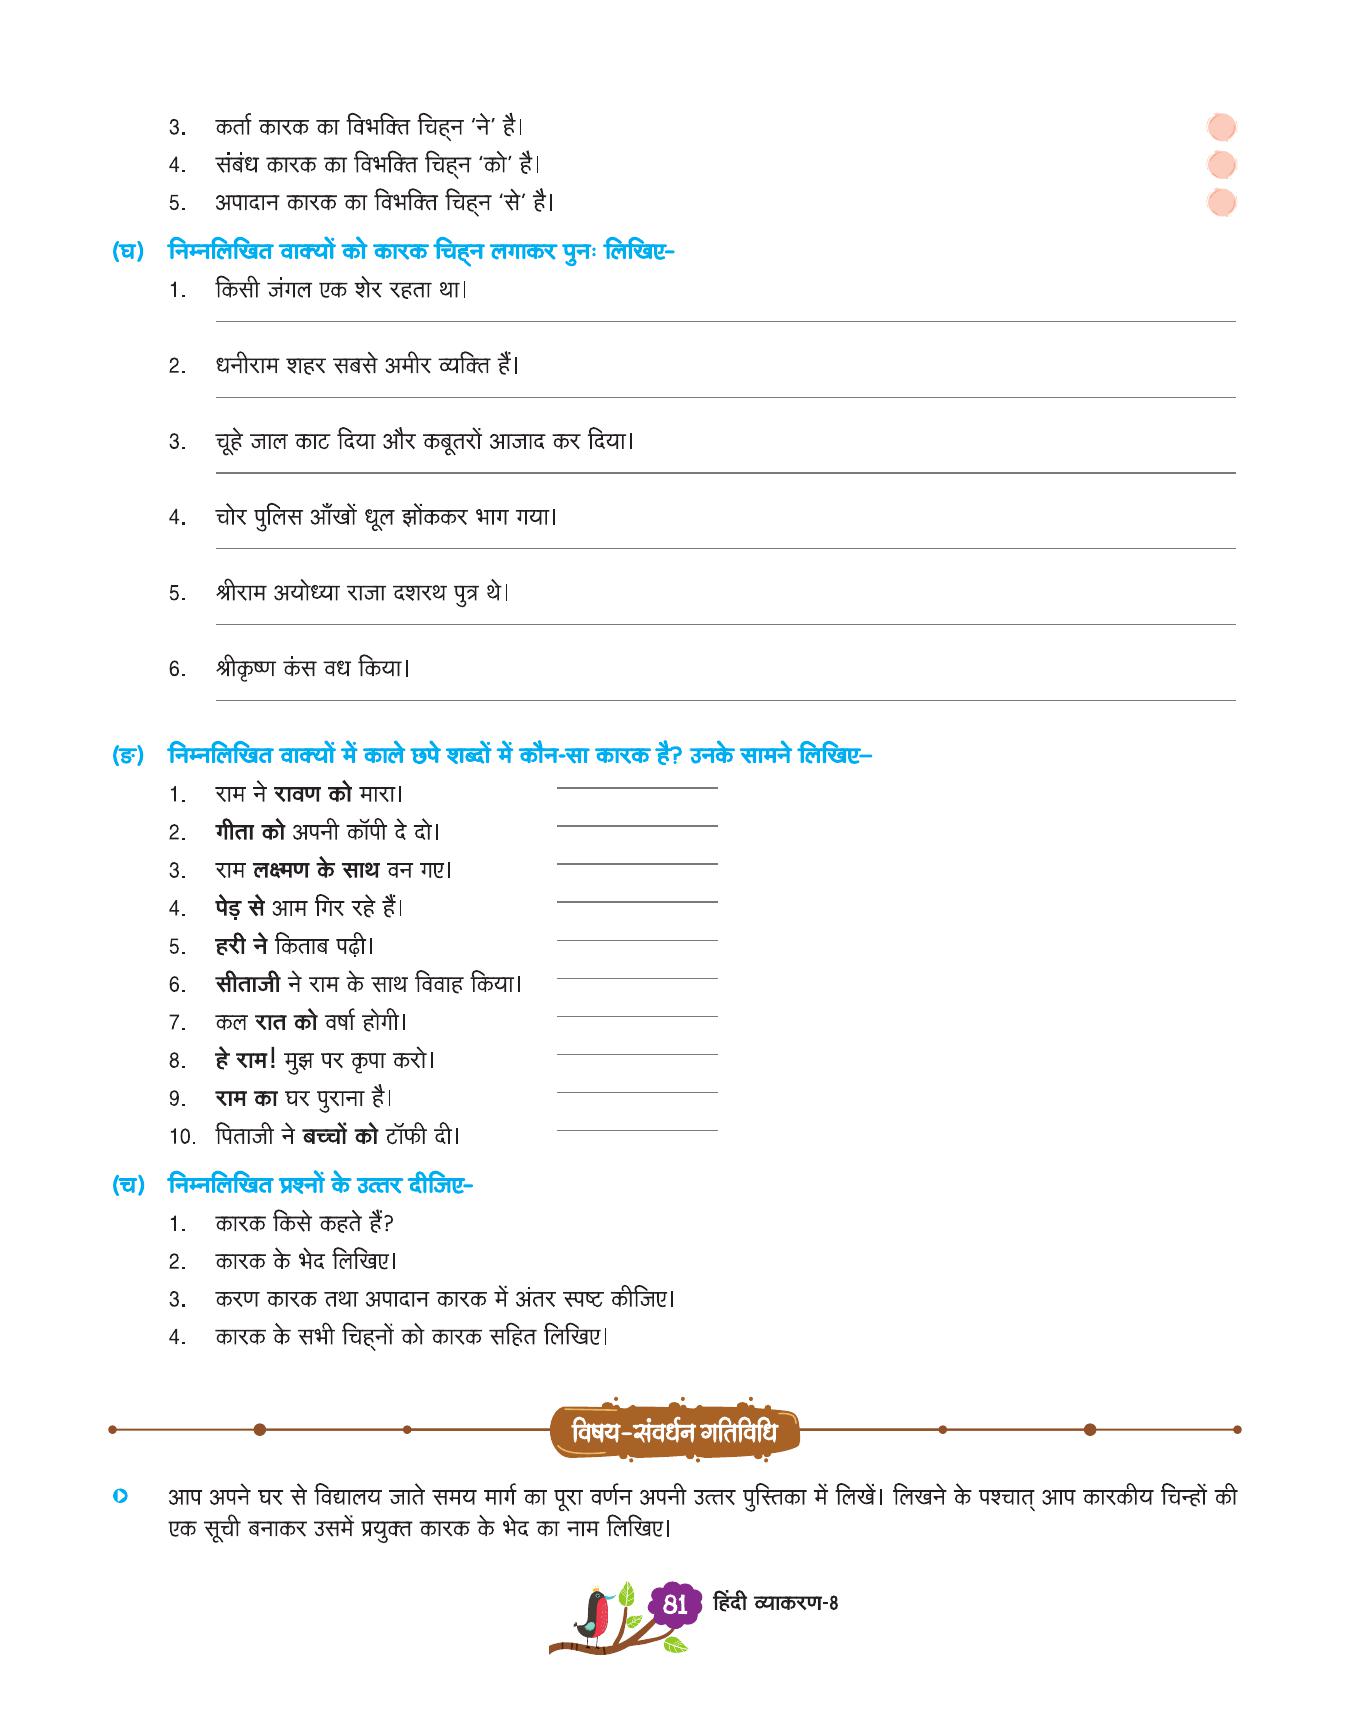 3. कर्ता कारक का विभक्ति चिह्न ‘ने’ है।
4. संबंध कारक का विभक्ति चिह्न ‘को’ है।
5. अपादान कारक का विभक्ति चिह्न ‘से’ है।
(घ) निम्नलिखित वाक्यों को कारक चिह्न लगाकर पुनः लिखिए–
1. किसी जंगल एक शेर रहता था।
2. धनीराम शहर सबसे अमीर व्यक्ति हैं।
3. चूहे जाल काट दिया और कबूतरों आजाद कर दिया।
4. चोर पुलिस आँखों धूल झोंककर भाग गया।
5. श्रीराम अयोध्या राजा दशरथ पुत्र थे।
6. श्रीकृष्ण कंस वध किया।
(ङ) निम्नलिखित वाक्यों में काले छपे शब्दों में कौन-सा कारक है? उनके सामने लिखिए–
1. राम ने रावण को मारा।
2. गीता को अपनी कॉपी दे दो।
3. राम लक्ष्मण के साथ वन गए।
4. पेड़ से आम गिर रहे हैं।
5. हरी ने किताब पढ़ी।
6. सीताजी ने राम के साथ विवाह किया।
7. कल रात को वर्षा होगी।
8. हे राम! मुझ पर कृपा करो।
9. राम का घर पुराना है।
10. पिताजी ने बच्चों को टॉफी दी।
(च) निम्नलिखित प्रश्नों के उत्तर दीजिए–
1. कारक किसे कहते हैं?
2. कारक के भेद लिखिए।
3. करण कारक तथा अपादान कारक में अंतर स्पष्ट कीजिए।
4. कारक के सभी चिह्नों को कारक सहित लिखिए।
विषय–संवर्धन गतिविधि
आप अपने घर से विद्यालय जाते समय मार्ग का पूरा वर्णन अपनी उत्तर पुस्तिका में लिखें। लिखने के पश्चात् आप कारकीय चिन्हों की
एक सूची बनाकर उसमें प्रयुक्त कारक के भेद का नाम लिखिए।
81 हिंदी व्याकरण-8